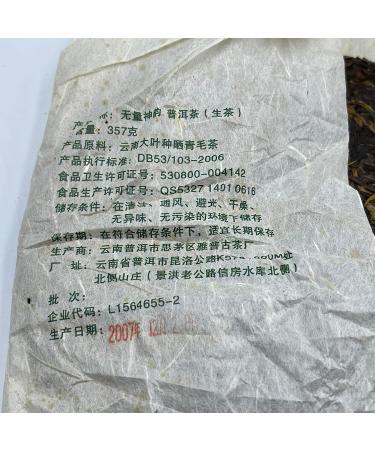 无量神韵 普洱茶（生茶）
量：357克
产品原料：云南大叶种晒青毛茶
产品执行标准：DB53/103-2006
食品卫生许可证号：530800-004142
食品生产许可证号：QS5327 1401 0616
储存条件：在清洁、通风、避光、干燥、
无异味、无污染的环境下储存
保存期：在符合储存条件下，适宜长期保存
生产商：云南普洱市思茅区雅普古茶厂
厂 址：云南省普洱市昆洛公路
北侧山庄（景洪老公路信房水库北侧）
批 次：
企业代码：L1564655-2
生产日期：2007年 12月